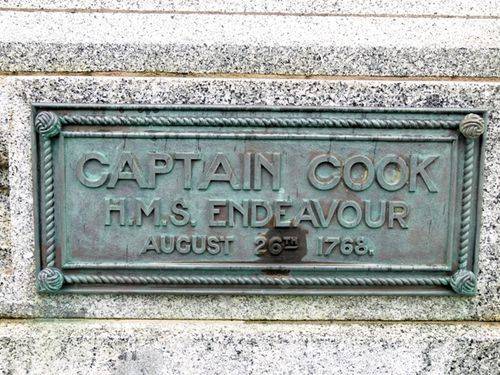 CAPTAIN COOK
H.M.S. ENDEAVOUR
AUGUST 26TH 1768.